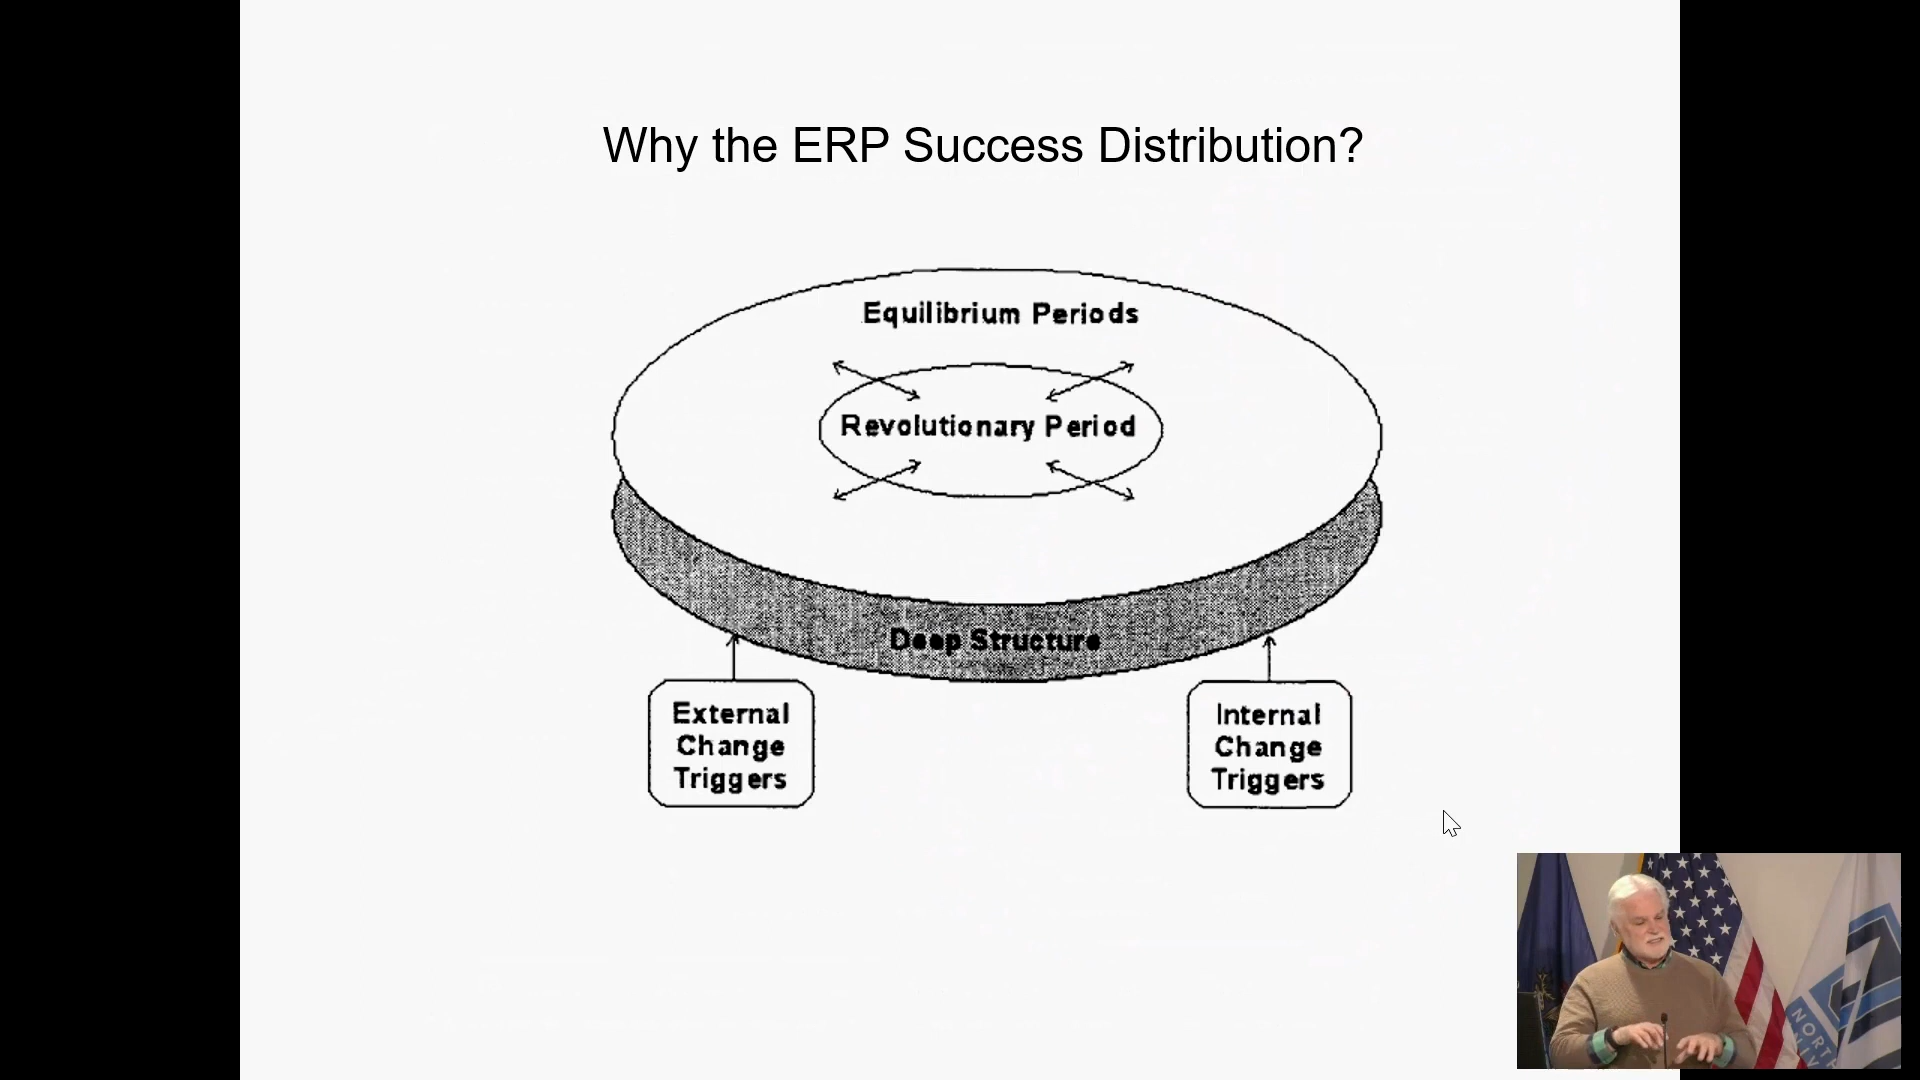 Why the ERP Success Distribution?
Equilibrium Periods
Revolutionary Period
Deep Structure
External
Change
Triggers
Internal
Change
Triggers